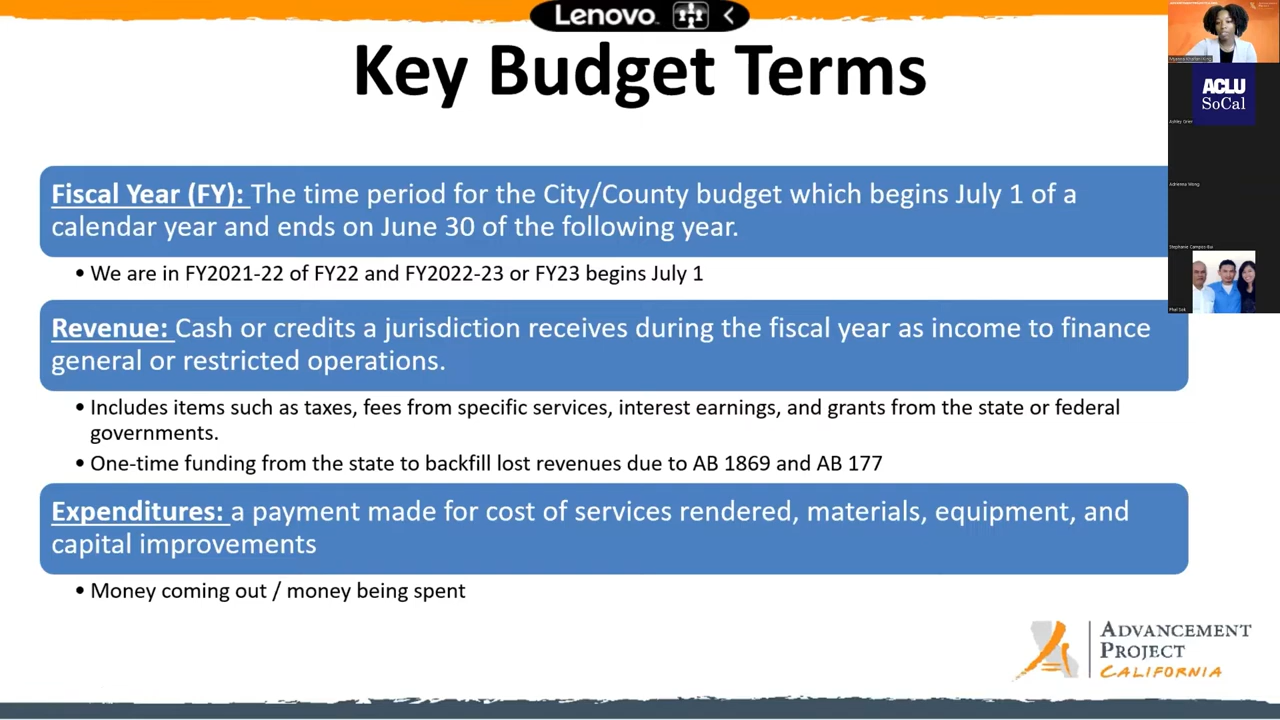 Lenovo
Key Budget Terms
Fiscal Year (FY): The time period for the City/County budget which begins July 1 of a
calendar year and ends on June 30 of the following year.
• We are in FY2021-22 of FY22 and FY2022-23 or FY23 begins July 1
Revenue: Cash or credits a jurisdiction receives during the fiscal year as income to finance
general or restricted operations.
• Includes items such as taxes, fees from specific services, interest earnings, and grants from the state or federal
governments.
• One-time funding from the state to backfill lost revenues due to AB 1869 and AB 177
Expenditures: a payment made for cost of services rendered, materials, equipment, and
capital improvements
• Money coming out / money being spent
ACLU
SoCal
Adrienna Wong
Phal Sok
ADVANCEMENT
PROJECT
CALIFORNIA